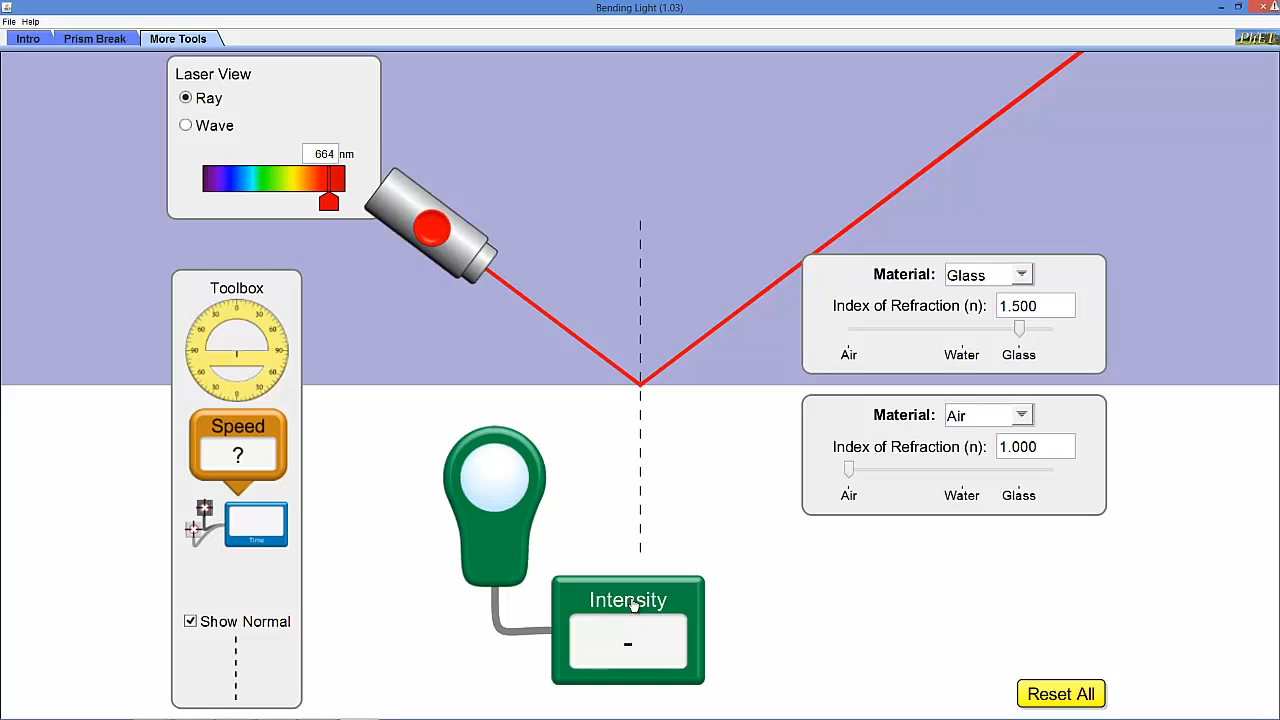 Bending Light (1.03)
File Help
Intro Prism Break More Tools
PhET
Laser View
Ray
Wave
664 nm
Toolbox
Speed
?
Time
Show Normal
Material: Glass
Index of Refraction (n): 1.500
Air Water Glass
Material: Air
Index of Refraction (n): 1.000
Air Water Glass
Intensity
-
Reset All